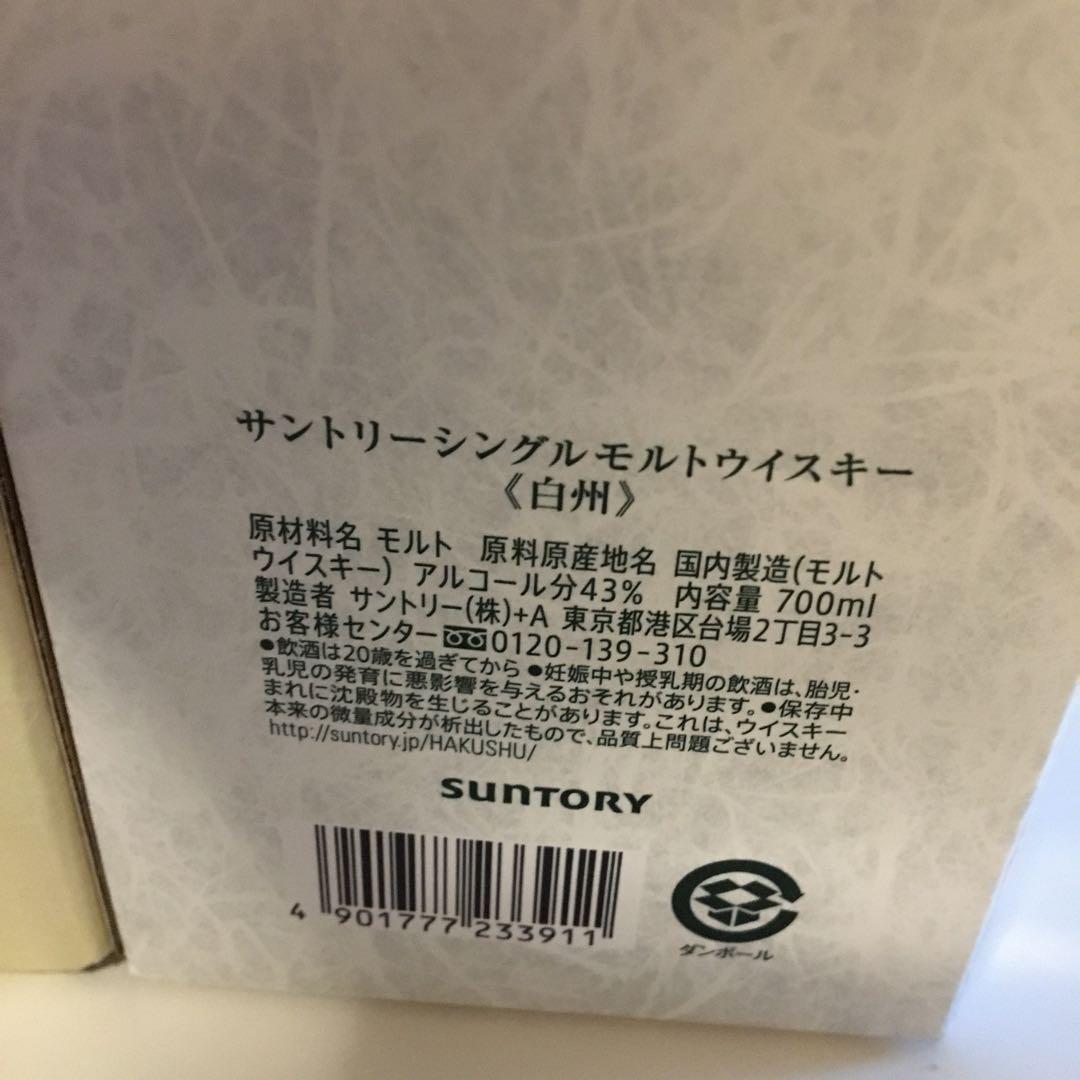 サントリーシングルモルトウイスキー
《白州》
原材料名 モルト 原料原産地名 国内製造(モルト
ウイスキー) アルコール分43% 内容量 700ml
製造者 サントリー(株)+A 東京都港区台場2丁目3-3
お客様センター 0120-139-310
●飲酒は20歳を過ぎてから ●妊娠中や授乳期の飲酒は、胎児・
乳児の発育に悪影響を与えるおそれがあります。●保存中
まれに沈殿物を生じることがあります。これは、ウイスキー
本来の微量成分が析出したもので、品質上問題ございません。
http://suntory.jp/HAKUSHU/
SUNTORY
4 901777 233911
ダンボール